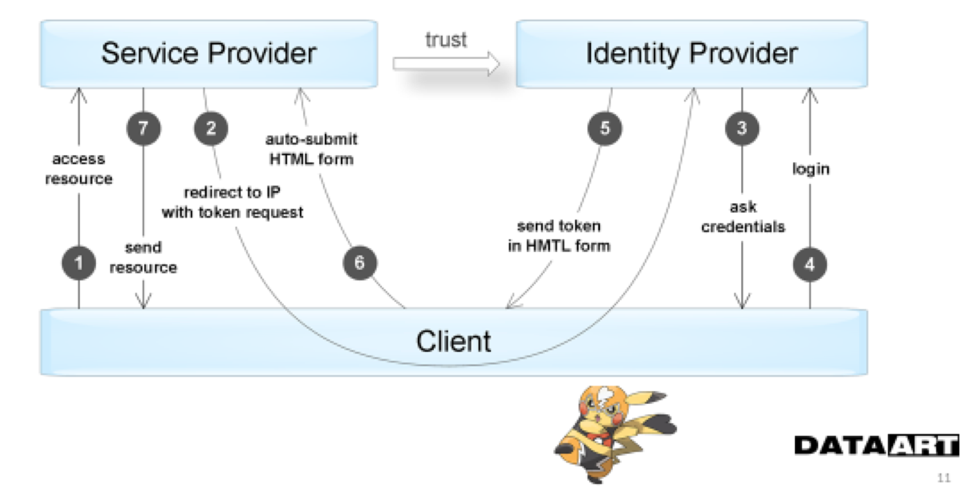 Service Provider
trust
Identity Provider
7
2
5
3
auto-submit
HTML form
access
resource
login
redirect to IP
with token request
ask
credentials
send token
in HMTL form
send
resource
1
6
4
Client
DATAART
11